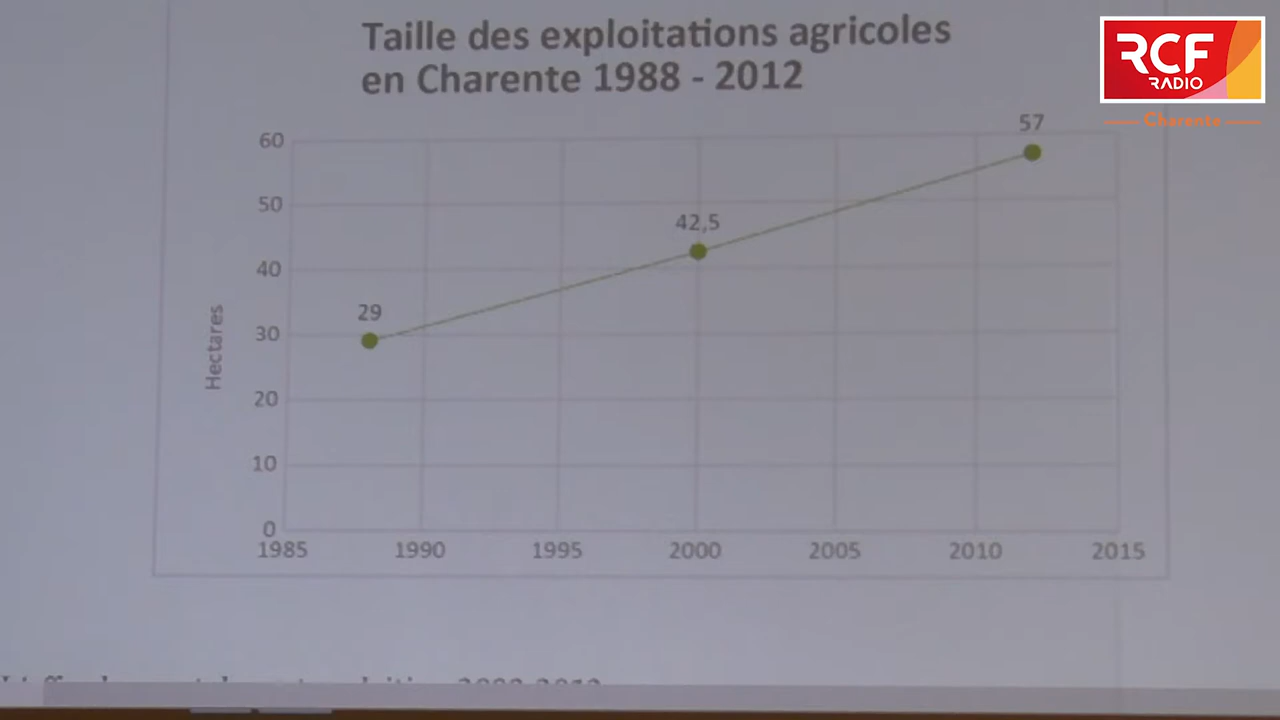 Taille des exploitations agricoles
en Charente 1988 - 2012
RCF
RADIO
Charente
57
60
50
42,5
40
29
30
Hectares
20
10
0
1985 1990 1995 2000 2005 2010 2015